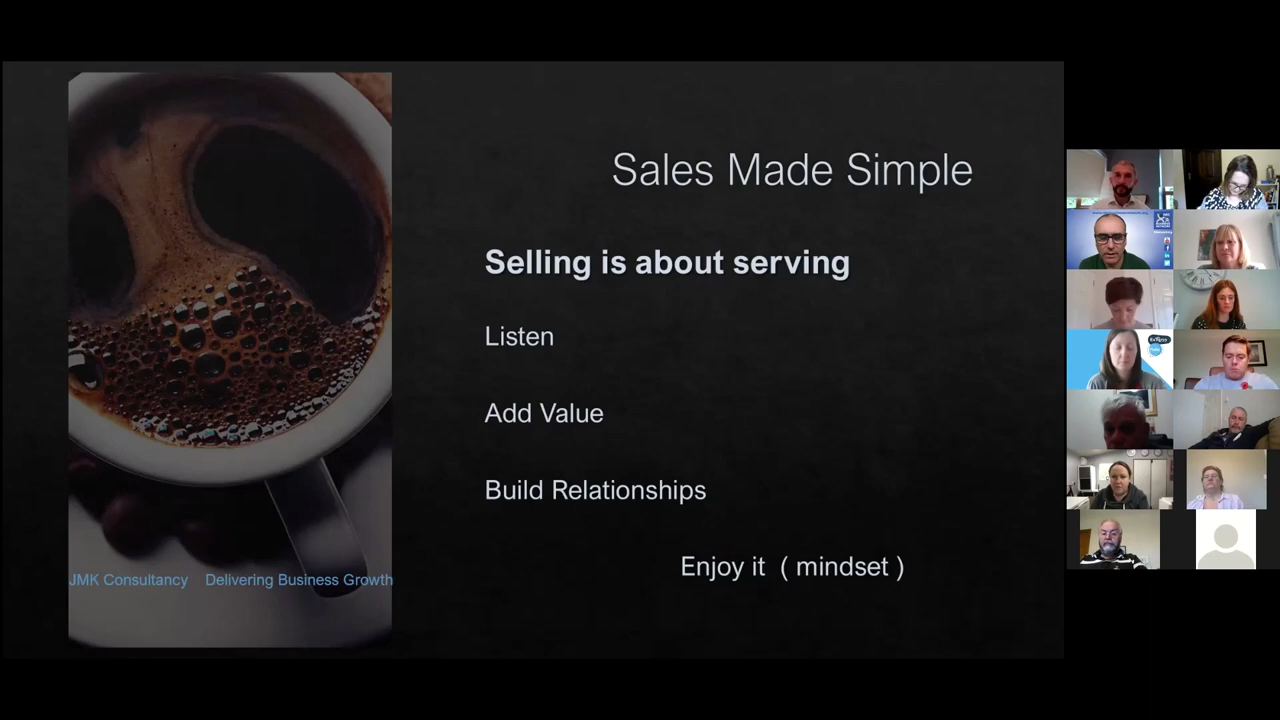 Sales Made Simple
Selling is about serving
Listen
Add Value
Build Relationships
Enjoy it ( mindset )
JMK Consultancy Delivering Business Growth